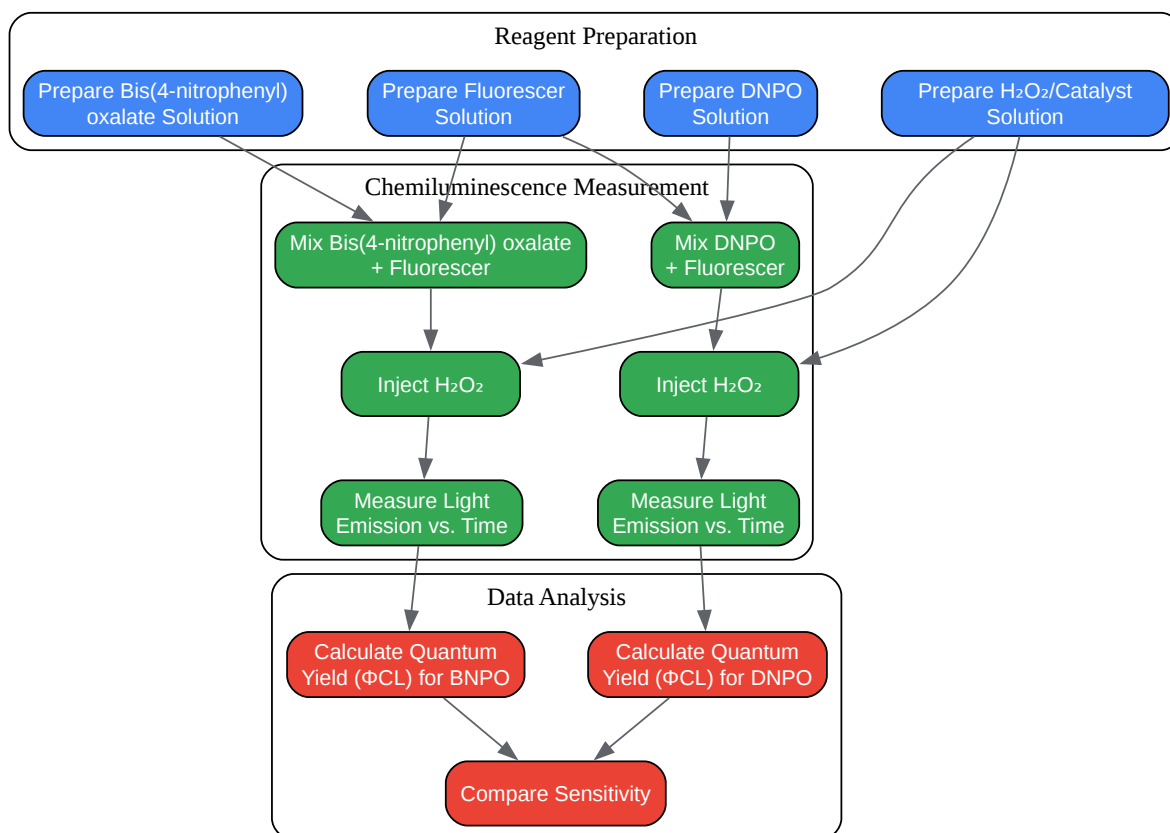 Reagent Preparation
Prepare Bis(4-nitrophenyl)
oxalate Solution
Prepare Fluorescer
Solution
Prepare DNPO
Solution
Prepare H₂O₂/Catalyst
Solution
Chemiluminescence Measurement
Mix Bis(4-nitrophenyl) oxalate
+ Fluorescer
Mix DNPO
+ Fluorescer
Inject H₂O₂
Inject H₂O₂
Measure Light
Emission vs. Time
Measure Light
Emission vs. Time
Data Analysis
Calculate Quantum
Yield (ΦCL) for BNPO
Calculate Quantum
Yield (ΦCL) for DNPO
Compare Sensitivity